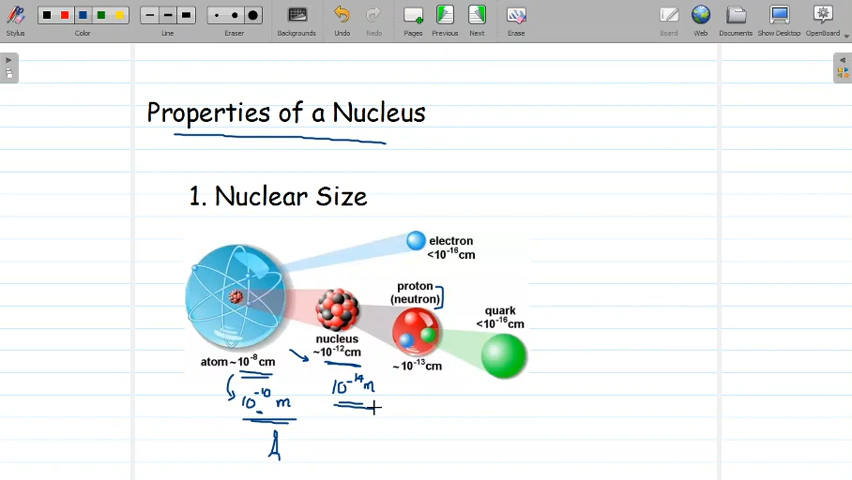 Stylus Color Line Eraser Backgrounds Undo Redo Pages Previous Next Erase Board Web Documents Show Desktop OpenBoard
Properties of a Nucleus
1. Nuclear Size
electron
<10⁻¹⁶cm
proton
(neutron)
quark
<10⁻¹⁶cm
nucleus
~10⁻¹²cm
atom~10⁻⁸cm
~10⁻¹³cm
10⁻¹⁴m
10⁻¹⁰ m
Å